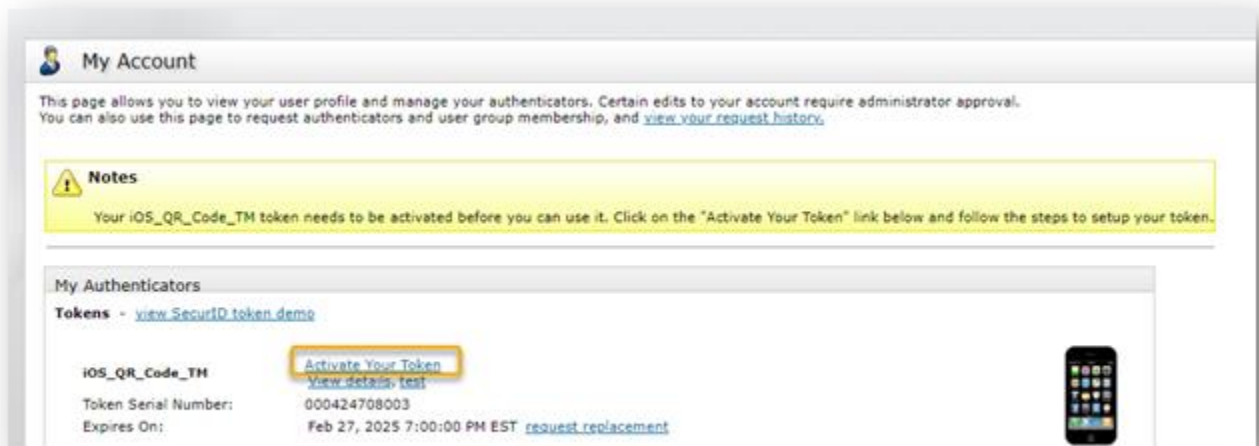 My Account
This page allows you to view your user profile and manage your authenticators. Certain edits to your account require administrator approval.
You can also use this page to request authenticators and user group membership, and view your request history.
Notes
Your iOS_QR_Code_TM token needs to be activated before you can use it. Click on the "Activate Your Token" link below and follow the steps to setup your token.
My Authenticators
Tokens - view SecurID token demo
Activate Your Token
iOS_QR_Code_TM
View details, test
Token Serial Number: 000424708003
Expires On: Feb 27, 2025 7:00:00 PM EST request replacement